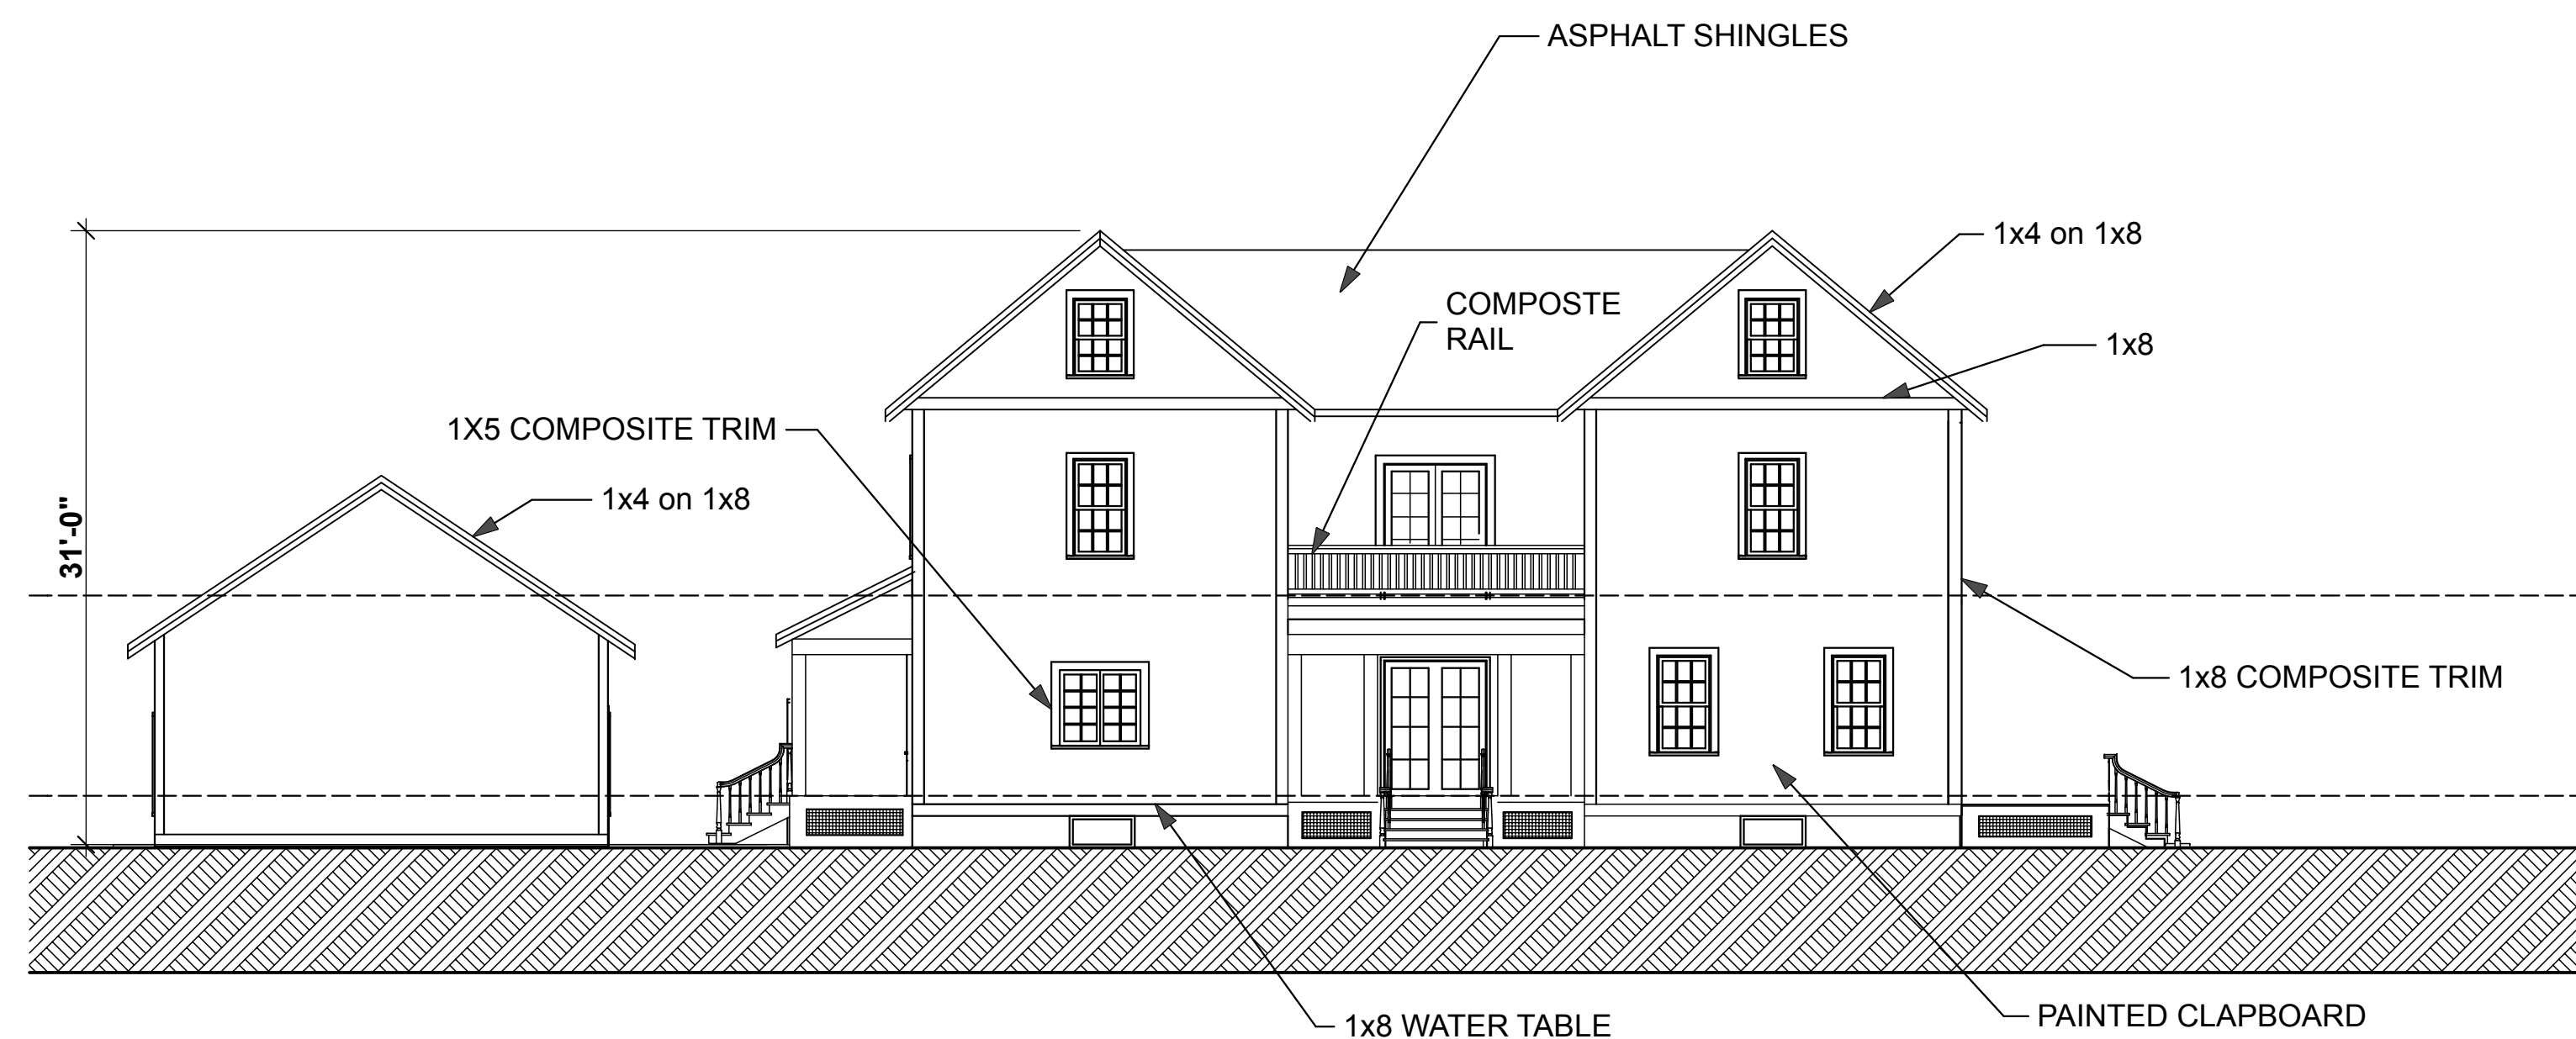 ASPHALT SHINGLES
1x4 on 1x8
COMPOSTE
RAIL
1x8
1X5 COMPOSITE TRIM
1x4 on 1x8
31'-0"
1x8 COMPOSITE TRIM
PAINTED CLAPBOARD
1x8 WATER TABLE